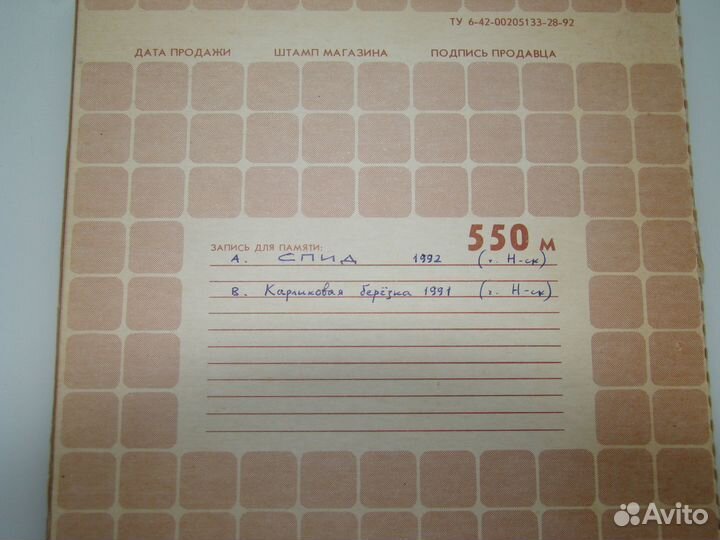 ТУ 6-42-00205133-28-92
ДАТА ПРОДАЖИ ШТАМП МАГАЗИНА ПОДПИСЬ ПРОДАВЦА
550 м
ЗАПИСЬ ДЛЯ ПАМЯТИ:
А. СПИД 1992 (г. Н-ск)
В. Карликовая берёзка 1991 (г. Н-ск)
Avito